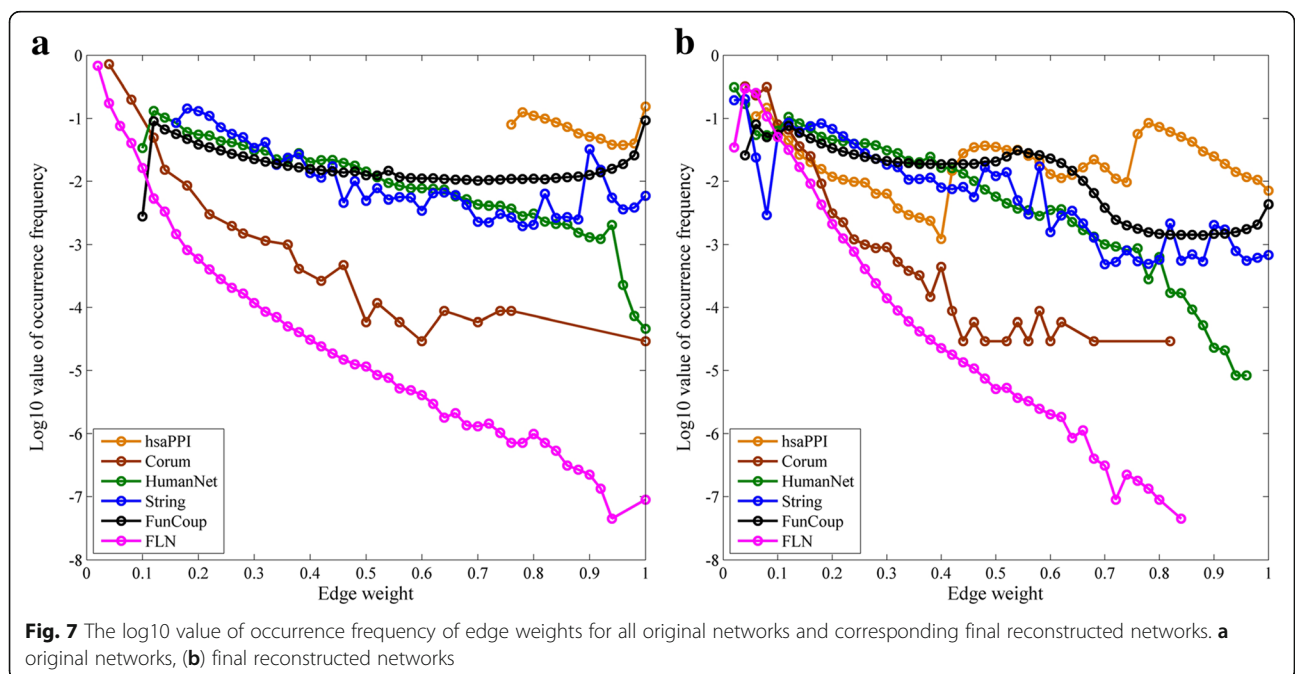 a
b
0
-1
-2
-3
-4
-5
-6
-7
-8
Log10 value of occurrence frequency
0 0.1 0.2 0.3 0.4 0.5 0.6 0.7 0.8 0.9 1
Edge weight
hsaPPI
Corum
HumanNet
String
FunCoup
FLN
0
-1
-2
-3
-4
-5
-6
-7
-8
Log10 value of occurrence frequency
0 0.1 0.2 0.3 0.4 0.5 0.6 0.7 0.8 0.9 1
Edge weight
hsaPPI
Corum
HumanNet
String
FunCoup
FLN
Fig. 7 The log10 value of occurrence frequency of edge weights for all original networks and corresponding final reconstructed networks. a
original networks, (b) final reconstructed networks